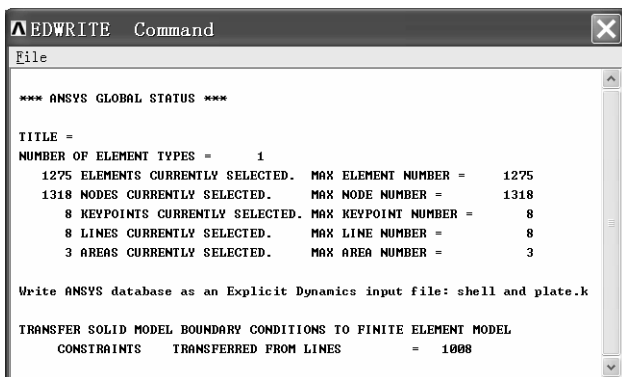 EDWRITE Command
File
*** ANSYS GLOBAL STATUS ***
TITLE =
NUMBER OF ELEMENT TYPES = 1
1275 ELEMENTS CURRENTLY SELECTED. MAX ELEMENT NUMBER = 1275
1318 NODES CURRENTLY SELECTED. MAX NODE NUMBER = 1318
8 KEYPOINTS CURRENTLY SELECTED. MAX KEYPOINT NUMBER = 8
8 LINES CURRENTLY SELECTED. MAX LINE NUMBER = 8
3 AREAS CURRENTLY SELECTED. MAX AREA NUMBER = 3
Write ANSYS database as an Explicit Dynamics input file: shell and plate.k
TRANSFER SOLID MODEL BOUNDARY CONDITIONS TO FINITE ELEMENT MODEL
CONSTRAINTS TRANSFERRED FROM LINES = 1008